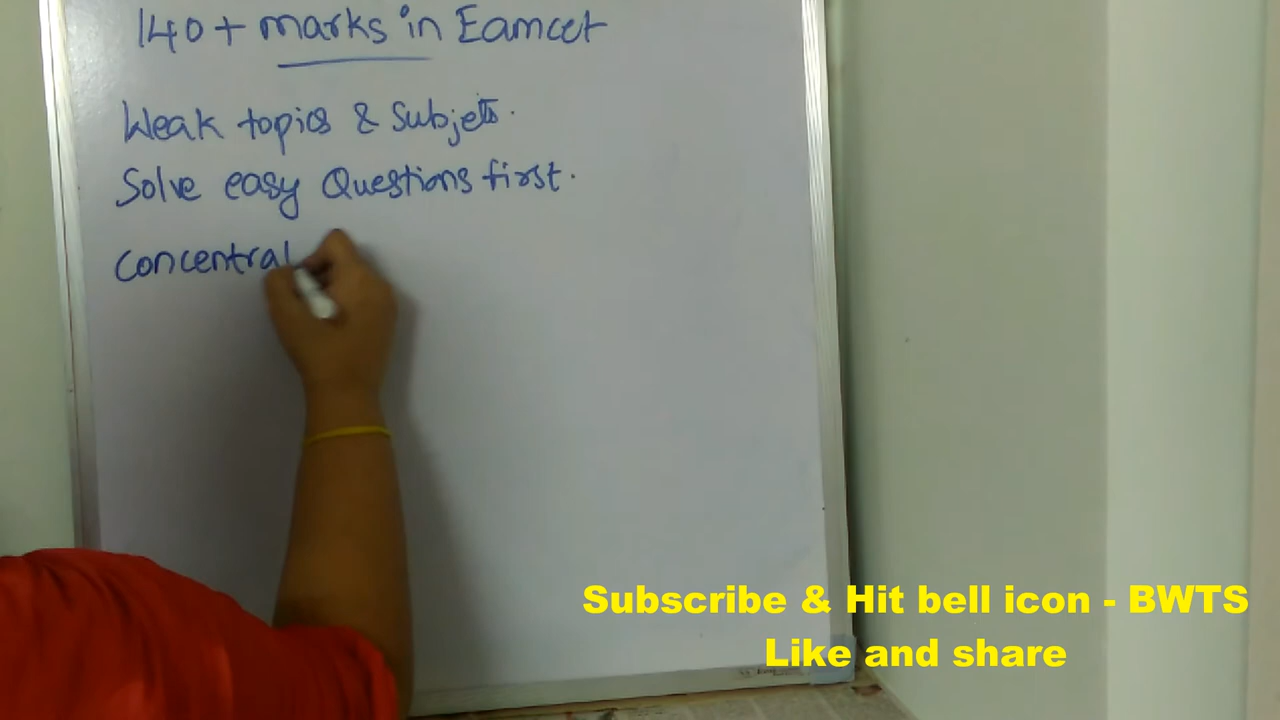 140+ marks in Eamcet
Weak topics & Subjets.
Solve easy Questions first.
Concentrat
Subscribe & Hit bell icon - BWTS
Like and share